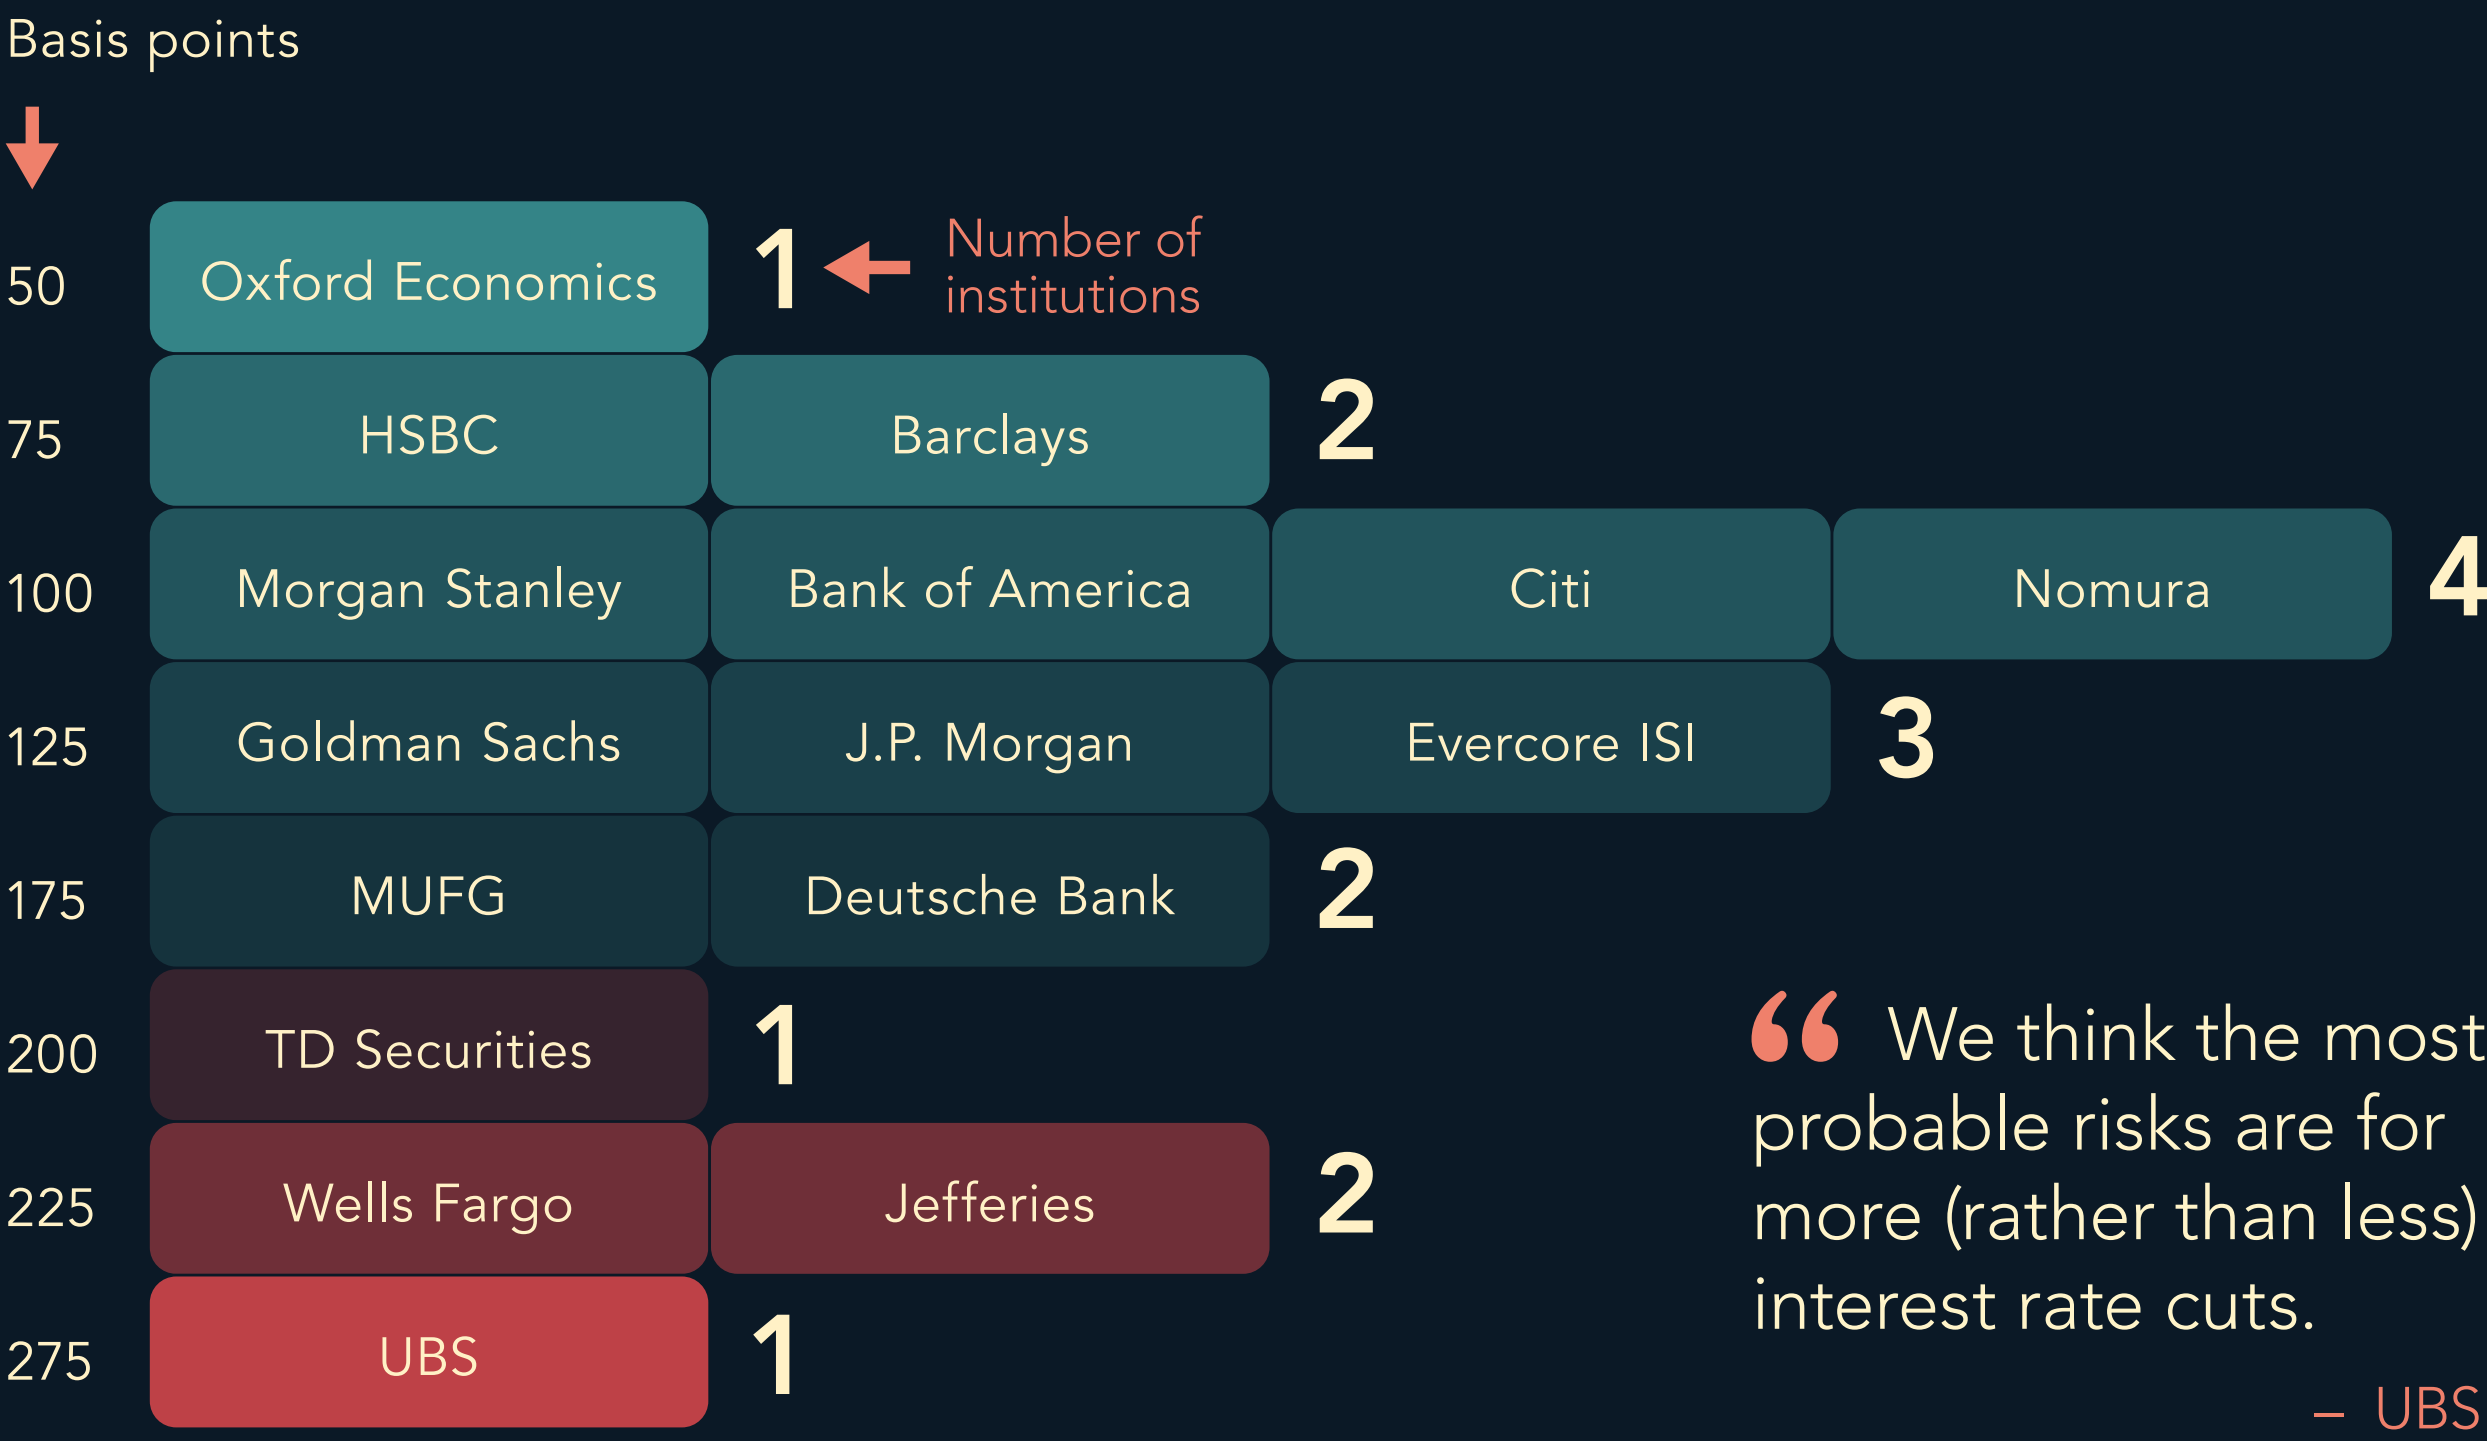 Basis points
50 Oxford Economics 1 Number of
institutions
75 HSBC Barclays 2
100 Morgan Stanley Bank of America Citi Nomura 4
125 Goldman Sachs J.P. Morgan Evercore ISI 3
175 MUFG Deutsche Bank 2
200 TD Securities 1
225 Wells Fargo Jefferies 2
275 UBS 1
“ We think the most
probable risks are for
more (rather than less)
interest rate cuts.
– UBS